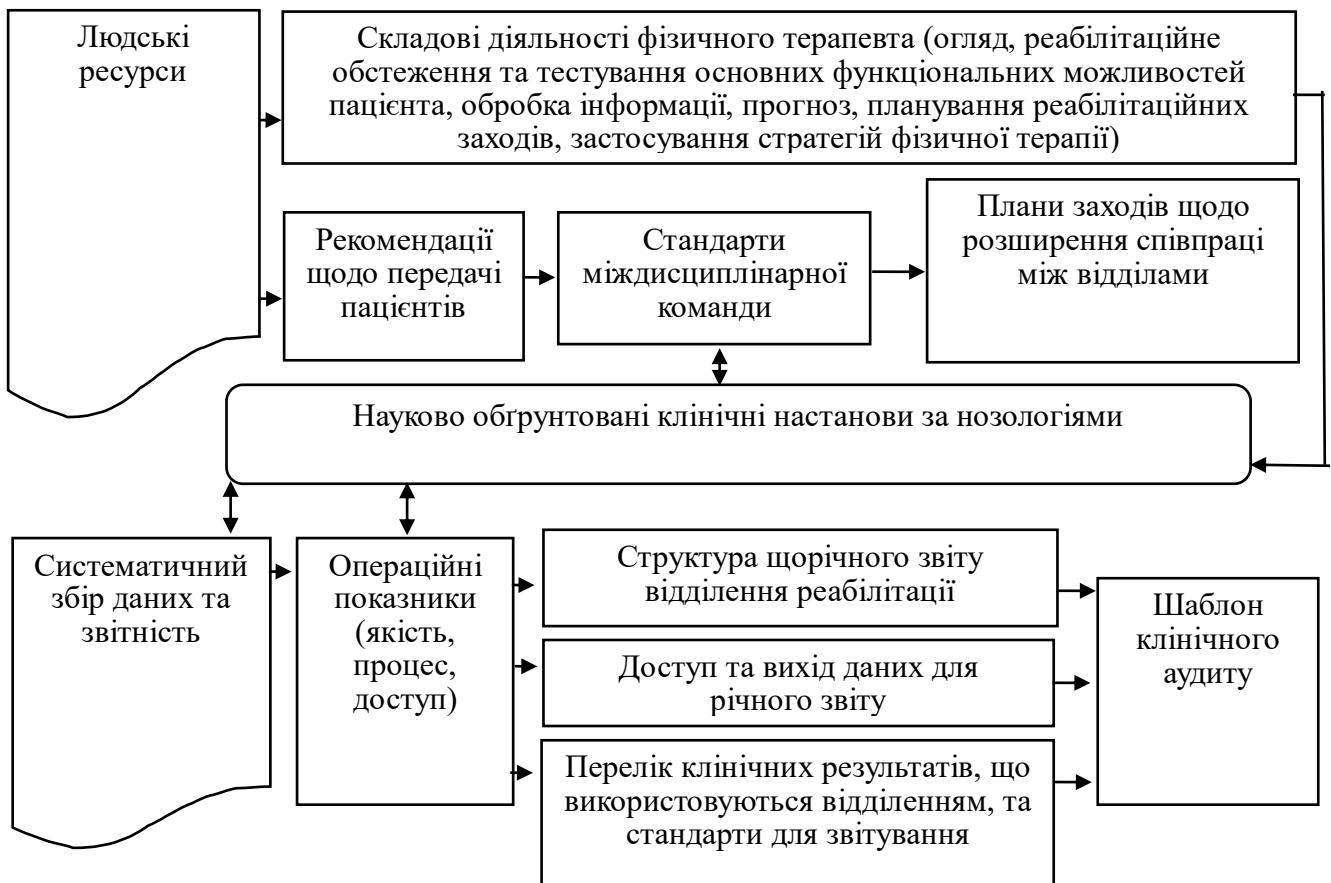 Людські
ресурси
Складові діяльності фізичного терапевта (огляд, реабілітаційне
обстеження та тестування основних функціональних можливостей
пацієнта, обробка інформації, прогноз, планування реабілітаційних
заходів, застосування стратегій фізичної терапії)
Рекомендації
щодо передачі
пацієнтів
Стандарти
міждисциплінарної
команди
Плани заходів щодо
розширення співпраці
між відділами
Науково обґрунтовані клінічні настанови за нозологіями
Систематичний
збір даних та
звітність
Операційні
показники
(якість,
процес,
доступ)
Структура щорічного звіту
відділення реабілітації
Доступ та вихід даних для
річного звіту
Перелік клінічних результатів, що
використовуються відділенням, та
стандарти для звітування
Шаблон
клінічного
аудиту